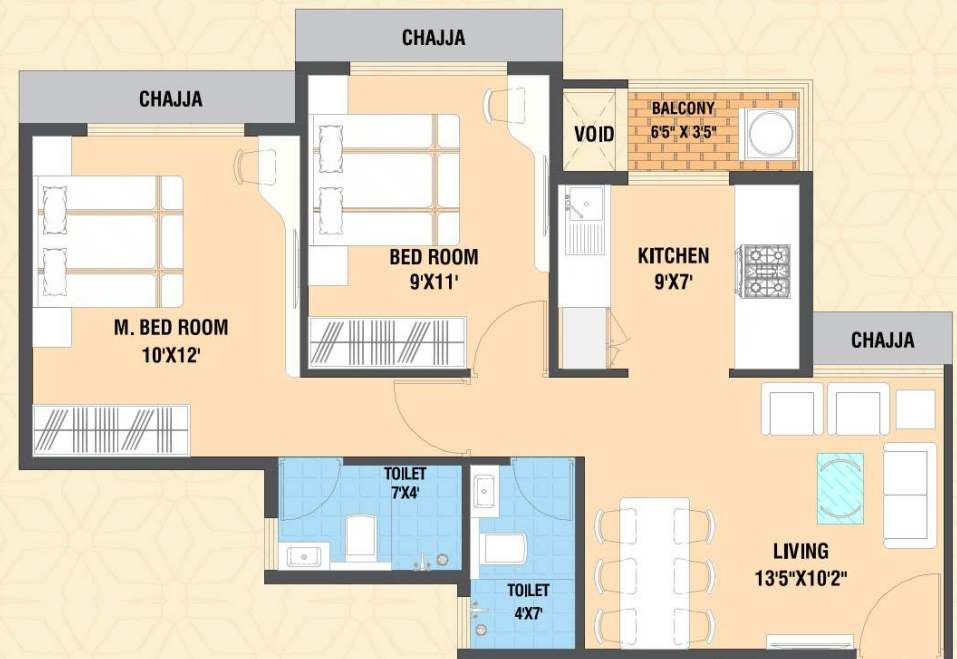 CHAJJA
CHAJJA
VOID
BALCONY
6'5" X 3'5"
BED ROOM
9'X11'
KITCHEN
9'X7'
M. BED ROOM
10'X12'
CHAJJA
TOILET
7'X4'
TOILET
4'X7'
LIVING
13'5"X10'2"